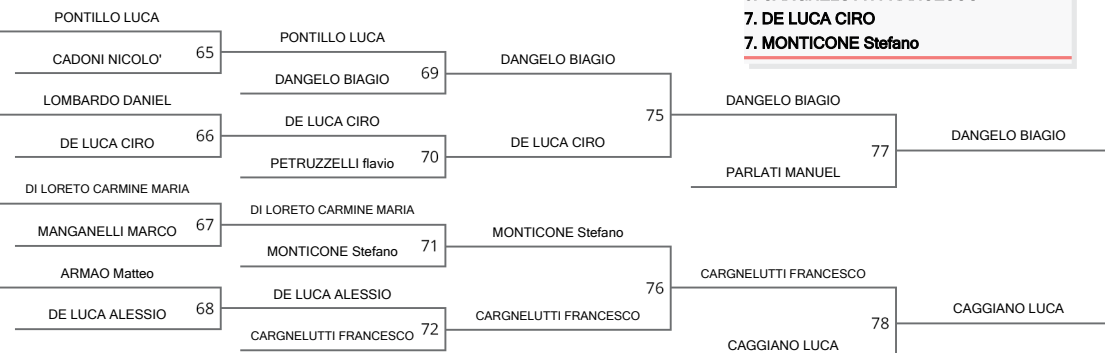 7. DE LUCA CIRO
7. MONTICONE Stefano
PONTILLO LUCA
CADONI NICOLO'
65
LOMBARDO DANIEL
DE LUCA CIRO
66
DI LORETO CARMINE MARIA
MANGANELLI MARCO
67
ARMAO Matteo
DE LUCA ALESSIO
68
PONTILLO LUCA
DANGELO BIAGIO
69
DE LUCA CIRO
PETRUZZELLI flavio
70
DI LORETO CARMINE MARIA
MONTICONE Stefano
71
DE LUCA ALESSIO
CARGNELUTTI FRANCESCO
72
DANGELO BIAGIO
DE LUCA CIRO
75
MONTICONE Stefano
CARGNELUTTI FRANCESCO
76
DANGELO BIAGIO
PARLATI MANUEL
77
CARGNELUTTI FRANCESCO
CAGGIANO LUCA
78
DANGELO BIAGIO
CAGGIANO LUCA